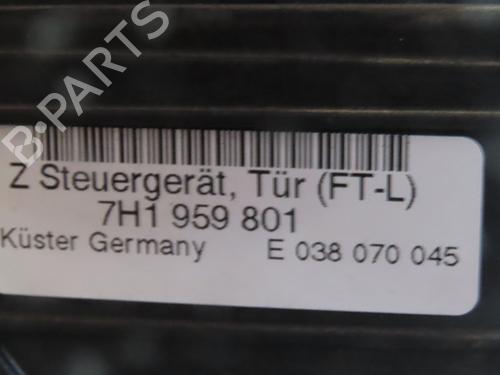 B-PARTS
Z Steuergerät, Tür (FT-L)
7H1 959 801
Küster Germany E 038 070 045